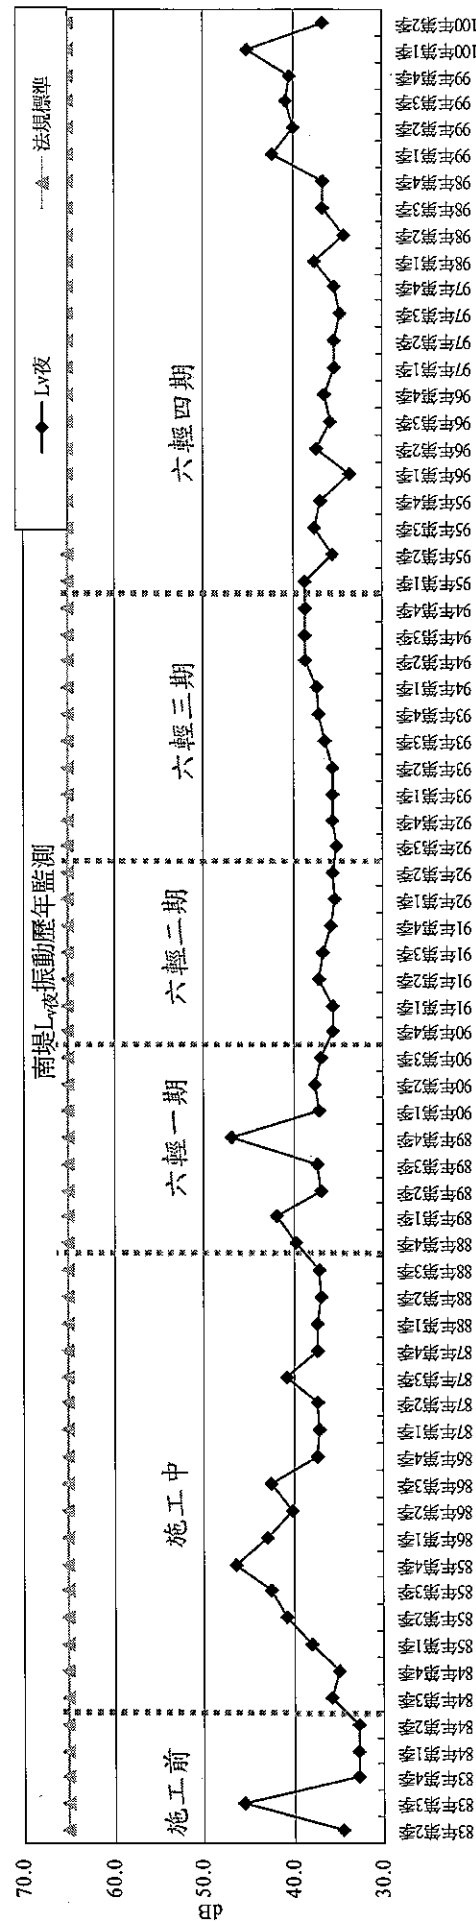 南堤Lv夜振動歷年監測
Lv夜
法規標準
dB
70.0
60.0
50.0
40.0
30.0
施工前
施工中
六輕一期
六輕二期
六輕三期
六輕四期
83年第2季
83年第3季
83年第4季
84年第1季
84年第2季
84年第3季
84年第4季
85年第1季
85年第2季
85年第3季
85年第4季
86年第1季
86年第2季
86年第3季
86年第4季
87年第1季
87年第2季
87年第3季
87年第4季
88年第1季
88年第2季
88年第3季
88年第4季
89年第1季
89年第2季
89年第3季
89年第4季
90年第1季
90年第2季
90年第3季
90年第4季
91年第1季
91年第2季
91年第3季
91年第4季
92年第1季
92年第2季
92年第3季
92年第4季
93年第1季
93年第2季
93年第3季
93年第4季
94年第1季
94年第2季
94年第3季
94年第4季
95年第1季
95年第2季
95年第3季
95年第4季
96年第1季
96年第2季
96年第3季
96年第4季
97年第1季
97年第2季
97年第3季
97年第4季
98年第1季
98年第2季
98年第3季
98年第4季
99年第1季
99年第2季
99年第3季
99年第4季
100年第1季
100年第2季